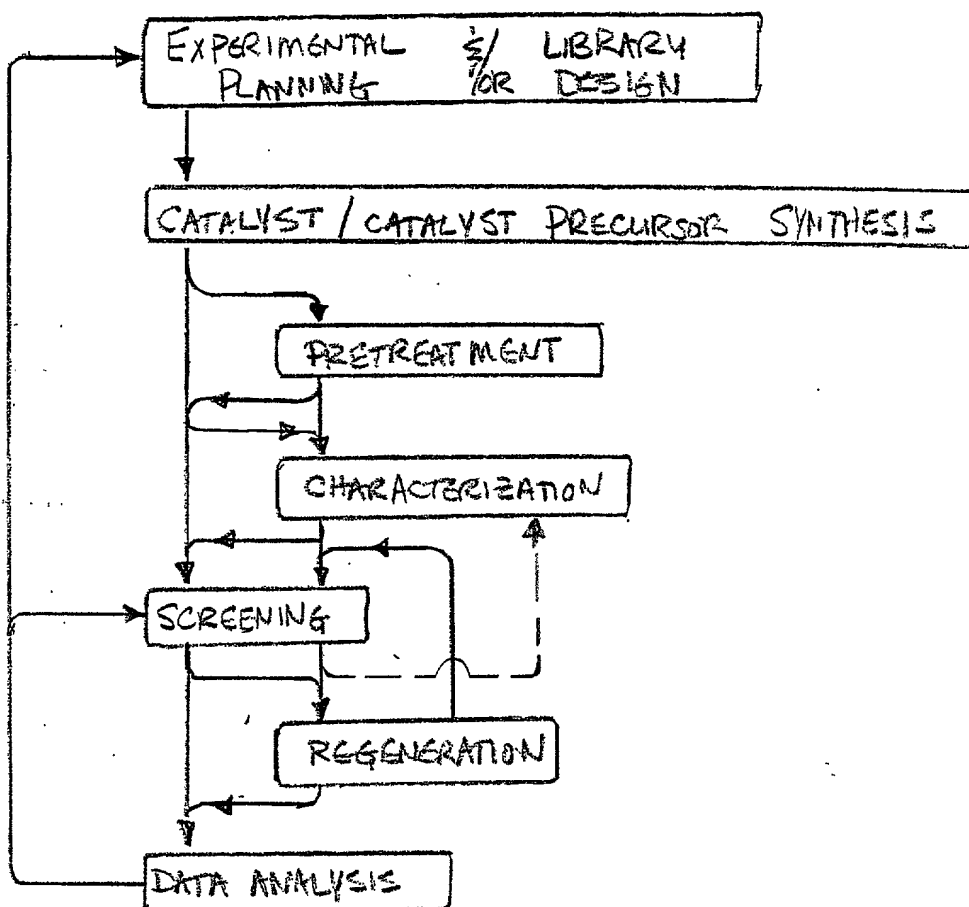 EXPERIMENTAL &/ LIBRARY
PLANNING /OR DESIGN
CATALYST / CATALYST PRECURSOR SYNTHESIS
PRETREATMENT
CHARACTERIZATION
SCREENING
REGENERATION
DATA ANALYSIS